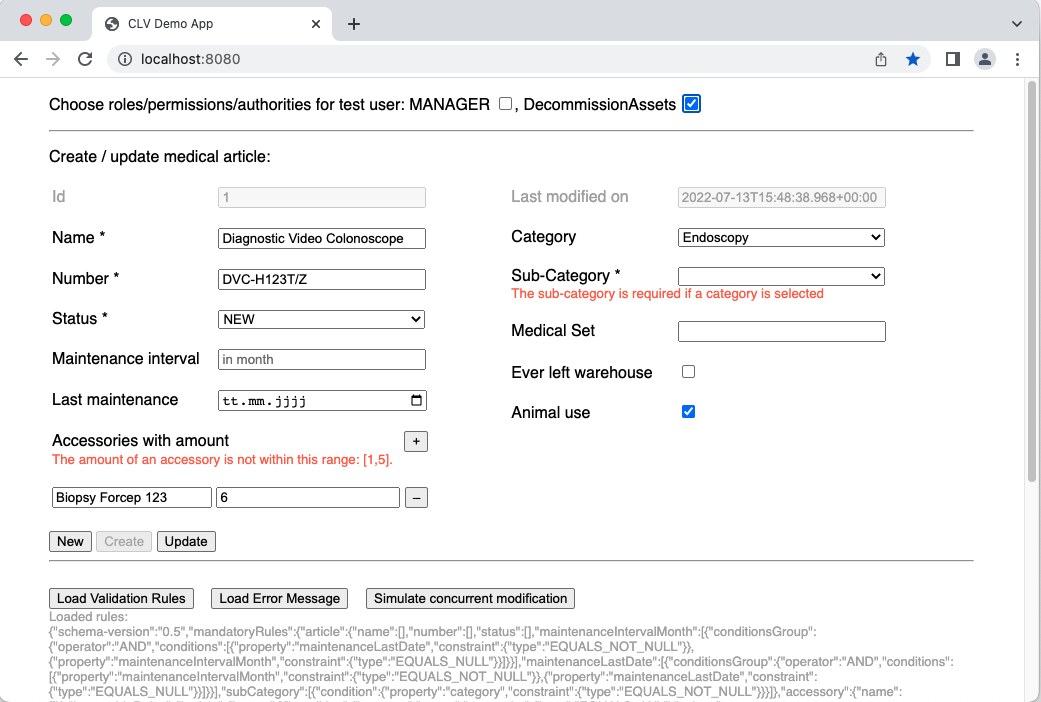 CLV Demo App
localhost:8080
Choose roles/permissions/authorities for test user: MANAGER , DecommissionAssets
Create / update medical article:
Id 1 Last modified on 2022-07-13T15:48:38.968+00:00
Name * Diagnostic Video Colonoscope Category Endoscopy
Number * DVC-H123T/Z Sub-Category *
The sub-category is required if a category is selected
Status * NEW Medical Set
Maintenance interval in month Ever left warehouse
Last maintenance tt.mm.jjjj Animal use
Accessories with amount +
The amount of an accessory is not within this range: [1,5].
Biopsy Forcep 123 6 –
New Create Update
Load Validation Rules Load Error Message Simulate concurrent modification
Loaded rules:
{"schema-version":"0.5","mandatoryRules":{"article":{"name":[],"number":[],"status":[],"maintenanceIntervalMonth":[{"conditionsGroup":
{"operator":"AND","conditions":[{"property":"maintenanceLastDate","constraint":{"type":"EQUALS_NOT_NULL"}},
{"property":"maintenanceIntervalMonth","constraint":{"type":"EQUALS_NULL"}}]}}],"maintenanceLastDate":[{"conditionsGroup":{"operator":"AND","conditions":
[{"property":"maintenanceIntervalMonth","constraint":{"type":"EQUALS_NOT_NULL"}},{"property":"maintenanceLastDate","constraint":
{"type":"EQUALS_NULL"}}]}}],"subCategory":[{"condition":{"property":"category","constraint":{"type":"EQUALS_NOT_NULL"}}}]},"accessory":{"name":